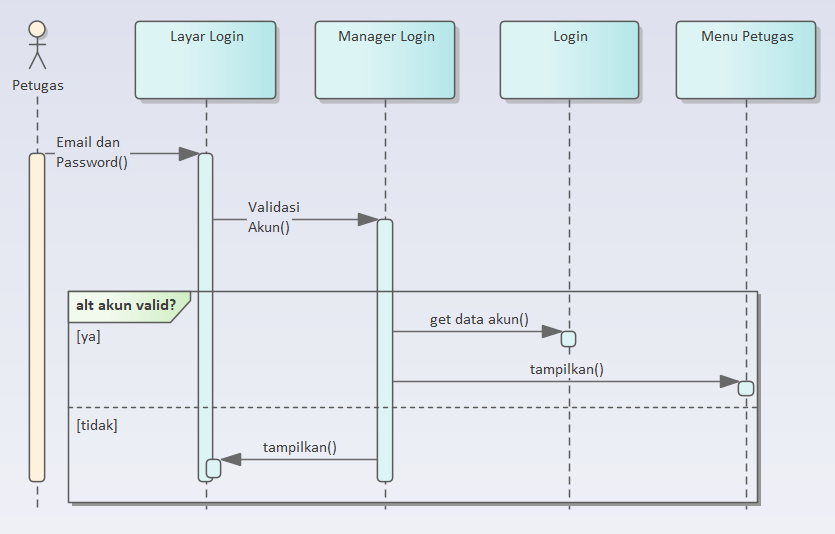 Petugas
Layar Login
Manager Login
Login
Menu Petugas
Email dan
Password()
Validasi
Akun()
alt akun valid?
[ya]
get data akun()
tampilkan()
[tidak]
tampilkan()